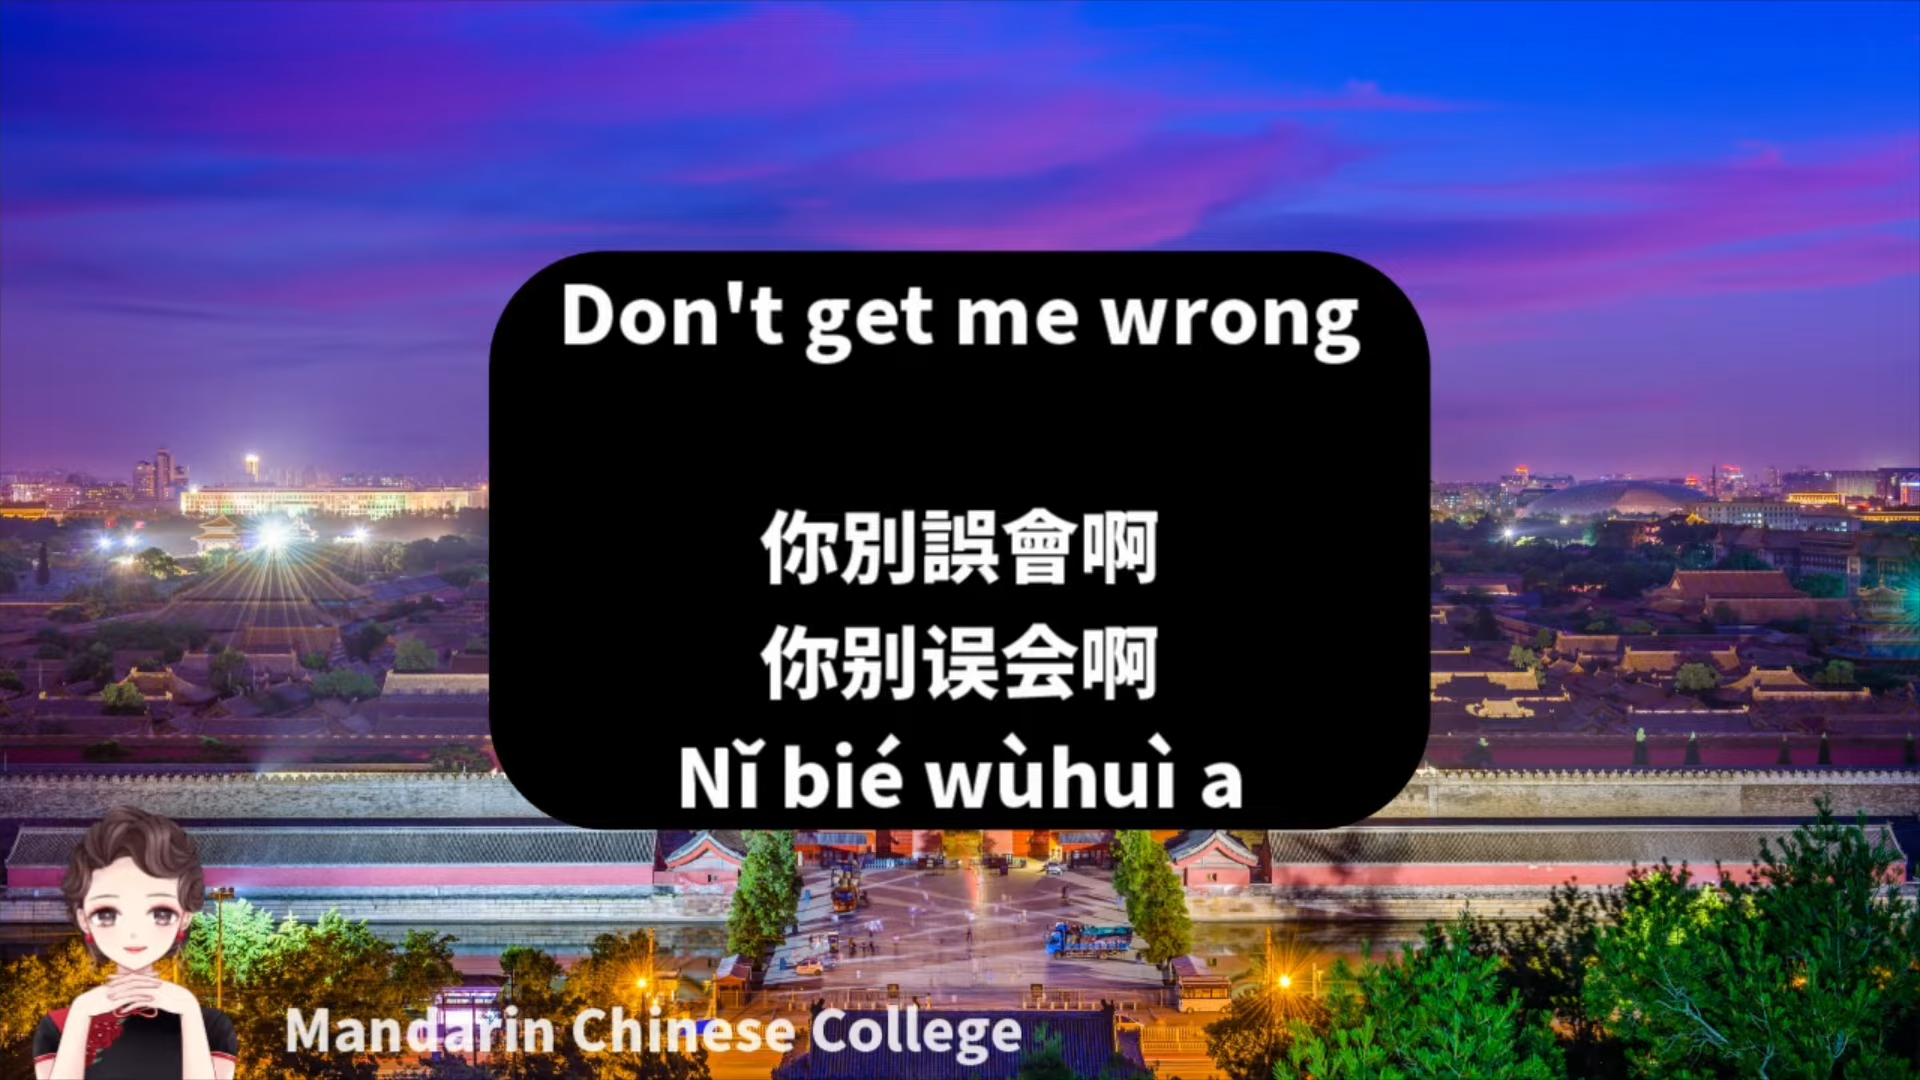 Don't get me wrong
你別誤會啊
你别误会啊
Nǐ bié wùhuì a
Mandarin Chinese College